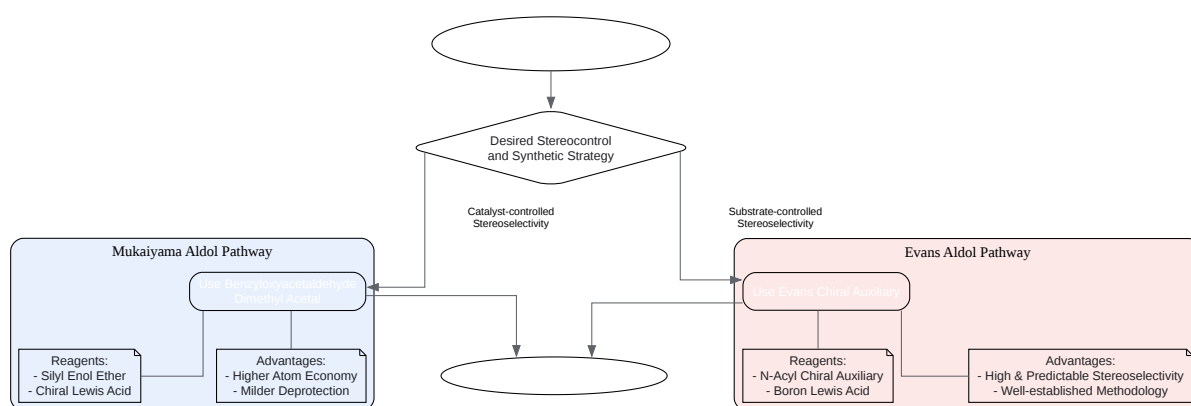 Desired Stereocontrol
and Synthetic Strategy
Catalyst-controlled
Stereoselectivity
Substrate-controlled
Stereoselectivity
Mukaiyama Aldol Pathway
Use Benzyloxyacetaldehyde
Dimethyl Acetal
Reagents:
- Silyl Enol Ether
- Chiral Lewis Acid
Advantages:
- Higher Atom Economy
- Milder Deprotection
Evans Aldol Pathway
Use Evans Chiral Auxiliary
Reagents:
- N-Acyl Chiral Auxiliary
- Boron Lewis Acid
Advantages:
- High & Predictable Stereoselectivity
- Well-established Methodology